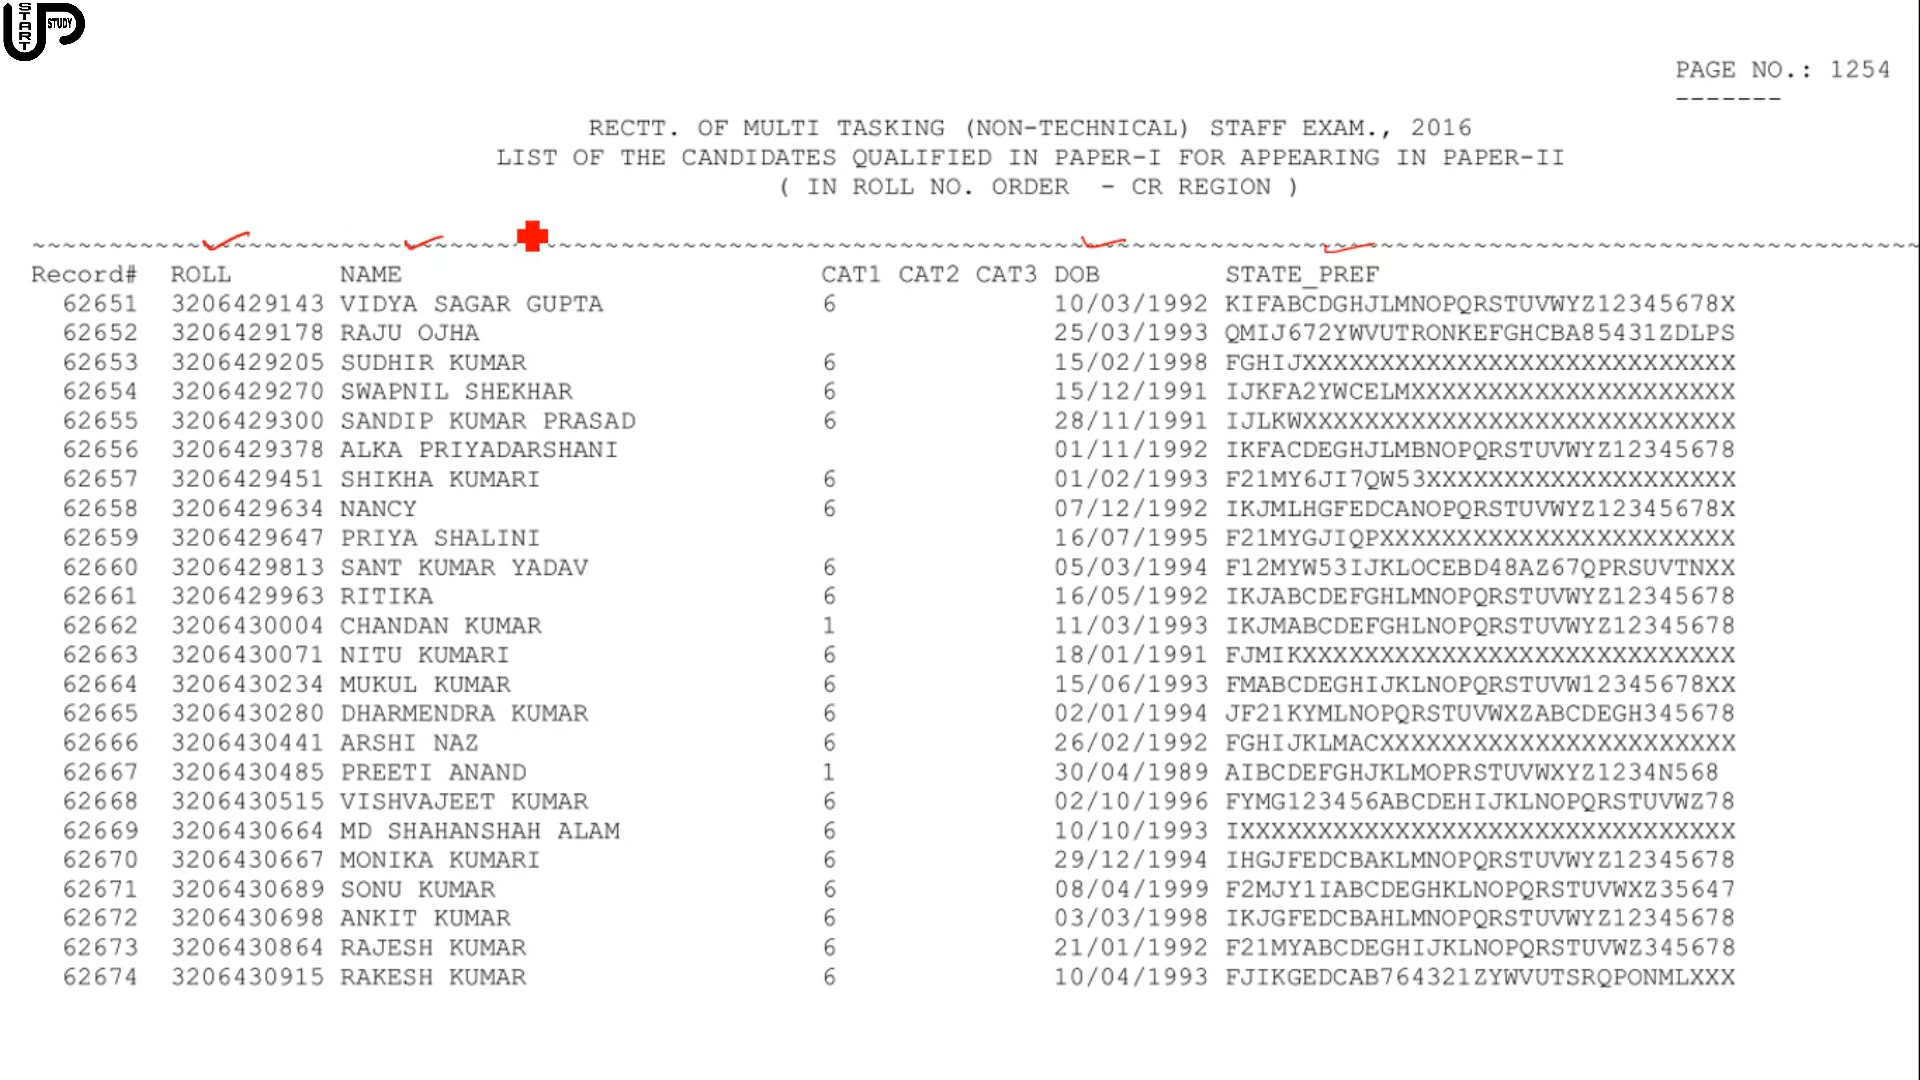 START UP STUDY
PAGE NO.: 1254
-------
RECTT. OF MULTI TASKING (NON-TECHNICAL) STAFF EXAM., 2016
LIST OF THE CANDIDATES QUALIFIED IN PAPER-I FOR APPEARING IN PAPER-II
( IN ROLL NO. ORDER - CR REGION )
Record# ROLL NAME CAT1 CAT2 CAT3 DOB STATE_PREF
62651 3206429143 VIDYA SAGAR GUPTA 6 10/03/1992 KIFABCDGHJLMNOPQRSTUVWYZ12345678X
62652 3206429178 RAJU OJHA 25/03/1993 QMIJ672YWVUTRONKEFGHCBA85431ZDLPS
62653 3206429205 SUDHIR KUMAR 6 15/02/1998 FGHIJXXXXXXXXXXXXXXXXXXXXXXXXXXXX
62654 3206429270 SWAPNIL SHEKHAR 6 15/12/1991 IJKFA2YWCELMXXXXXXXXXXXXXXXXXXXXX
62655 3206429300 SANDIP KUMAR PRASAD 6 28/11/1991 IJLKWXXXXXXXXXXXXXXXXXXXXXXXXXXXX
62656 3206429378 ALKA PRIYADARSHANI 01/11/1992 IKFACDEGHJLMBNOPQRSTUVWYZ12345678
62657 3206429451 SHIKHA KUMARI 6 01/02/1993 F21MY6JI7QW53XXXXXXXXXXXXXXXXXXXX
62658 3206429634 NANCY 6 07/12/1992 IKJMLHGFEDCANOPQRSTUVWYZ12345678X
62659 3206429647 PRIYA SHALINI 16/07/1995 F21MYGJIQPXXXXXXXXXXXXXXXXXXXXXXX
62660 3206429813 SANT KUMAR YADAV 6 05/03/1994 F12MYW53IJKLOCEBD48AZ67QPRSUVTNXX
62661 3206429963 RITIKA 6 16/05/1992 IKJABCDEFGHLMNOPQRSTUVWYZ12345678
62662 3206430004 CHANDAN KUMAR 1 11/03/1993 IKJMABCDEFGHLNOPQRSTUVWYZ12345678
62663 3206430071 NITU KUMARI 6 18/01/1991 FJMIKXXXXXXXXXXXXXXXXXXXXXXXXXXXX
62664 3206430234 MUKUL KUMAR 6 15/06/1993 FMABCDEGHIJKLNOPQRSTUVW12345678XX
62665 3206430280 DHARMENDRA KUMAR 6 02/01/1994 JF21KYMLNOPQRSTUVWXZABCDEGH345678
62666 3206430441 ARSHI NAZ 6 26/02/1992 FGHIJKLMACXXXXXXXXXXXXXXXXXXXXXXX
62667 3206430485 PREETI ANAND 1 30/04/1989 AIBCDEFGHJKLMOPRSTUVWXYZ1234N568
62668 3206430515 VISHVAJEET KUMAR 6 02/10/1996 FYMG123456ABCDEHIJKLNOPQRSTUVWZ78
62669 3206430664 MD SHAHANSHAH ALAM 6 10/10/1993 IXXXXXXXXXXXXXXXXXXXXXXXXXXXXXXXX
62670 3206430667 MONIKA KUMARI 6 29/12/1994 IHGJFEDCBAKLMNOPQRSTUVWYZ12345678
62671 3206430689 SONU KUMAR 6 08/04/1999 F2MJY1IABCDEGHKLNOPQRSTUVWXZ35647
62672 3206430698 ANKIT KUMAR 6 03/03/1998 IKJGFEDCBAHLMNOPQRSTUVWYZ12345678
62673 3206430864 RAJESH KUMAR 6 21/01/1992 F21MYABCDEGHIJKLNOPQRSTUVWZ345678
62674 3206430915 RAKESH KUMAR 6 10/04/1993 FJIKGEDCAB764321ZYWVUTSRQPONMLXXX